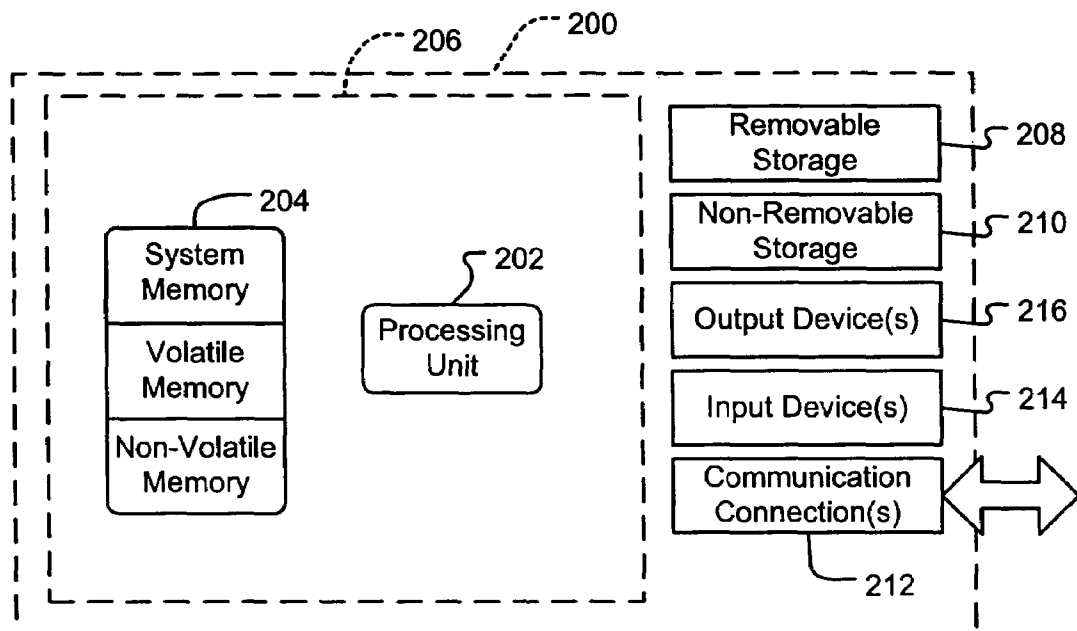 200
206
Removable
Storage
208
204
Non-Removable
Storage
210
System
Memory
202
Volatile
Memory
Processing
Unit
Output Device(s)
216
Non-Volatile
Memory
Input Device(s)
214
Communication
Connection(s)
212